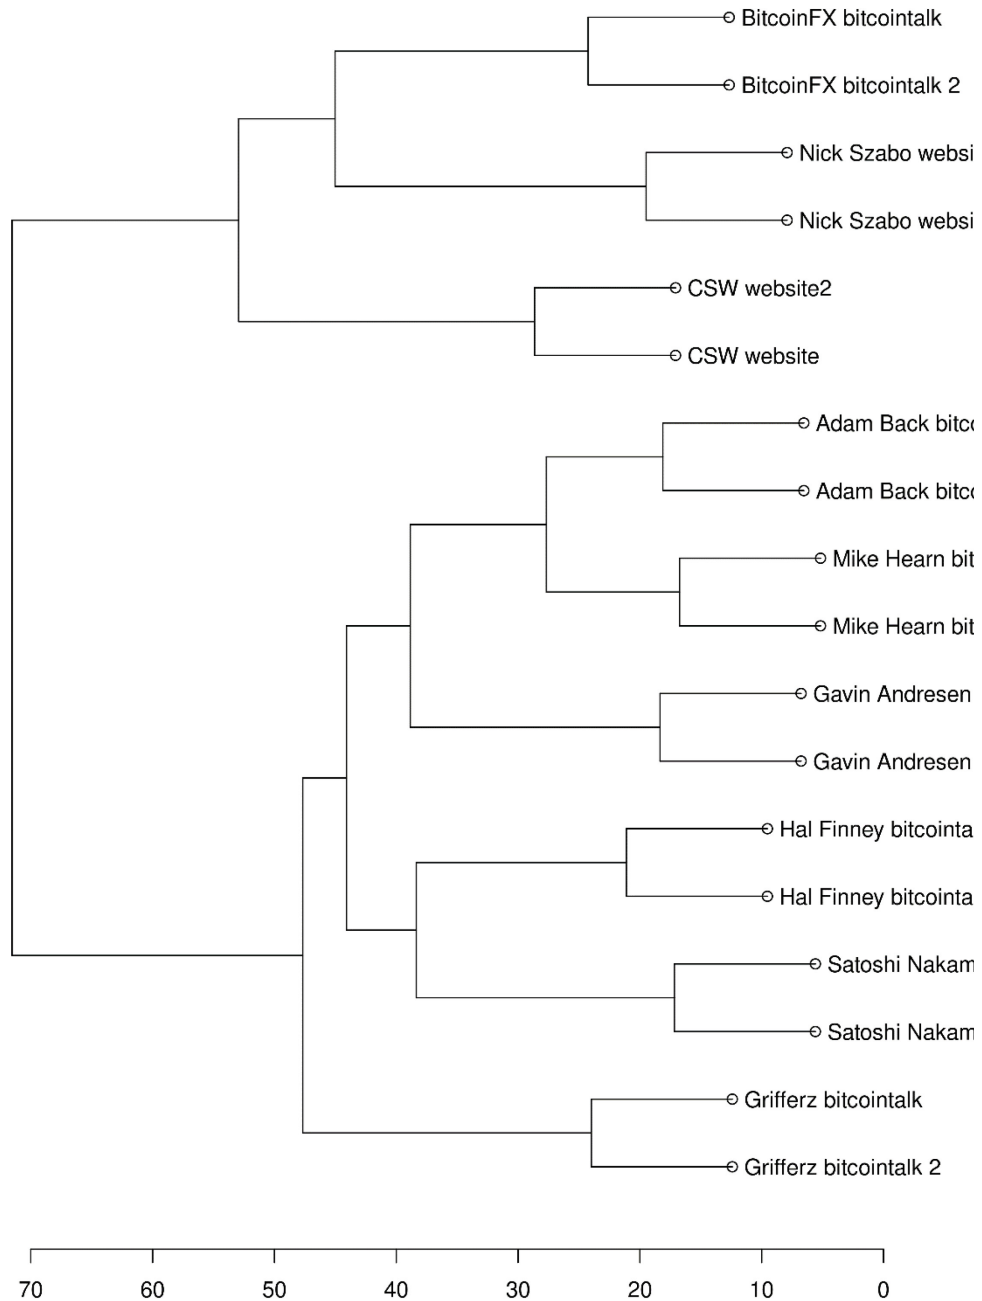 BitcoinFX bitcointalk
BitcoinFX bitcointalk 2
Nick Szabo websi
Nick Szabo websi
CSW website2
CSW website
Adam Back bitc
Adam Back bitc
Mike Hearn bit
Mike Hearn bit
Gavin Andresen
Gavin Andresen
Hal Finney bitcointa
Hal Finney bitcointa
Satoshi Nakam
Satoshi Nakam
Grifferz bitcointalk
Grifferz bitcointalk 2
70 60 50 40 30 20 10 0